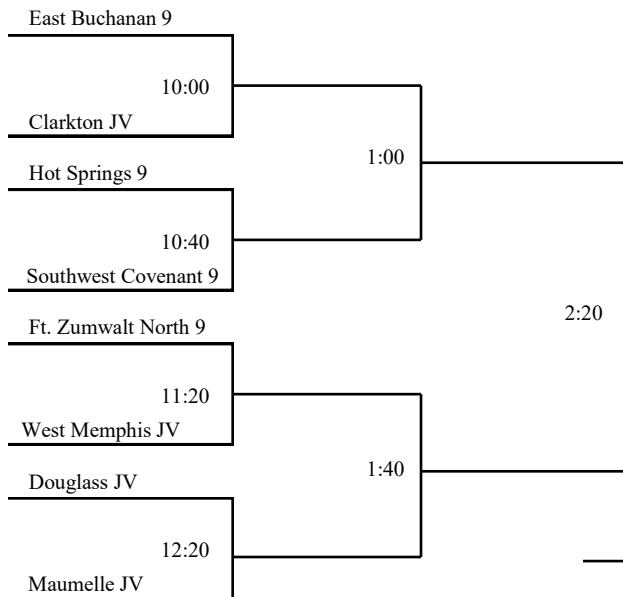 East Buchanan 9
10:00
Clarkton JV
1:00
Hot Springs 9
10:40
Southwest Covenant 9
2:20
Ft. Zumwalt North 9
11:20
West Memphis JV
1:40
Douglass JV
12:20
Maumelle JV